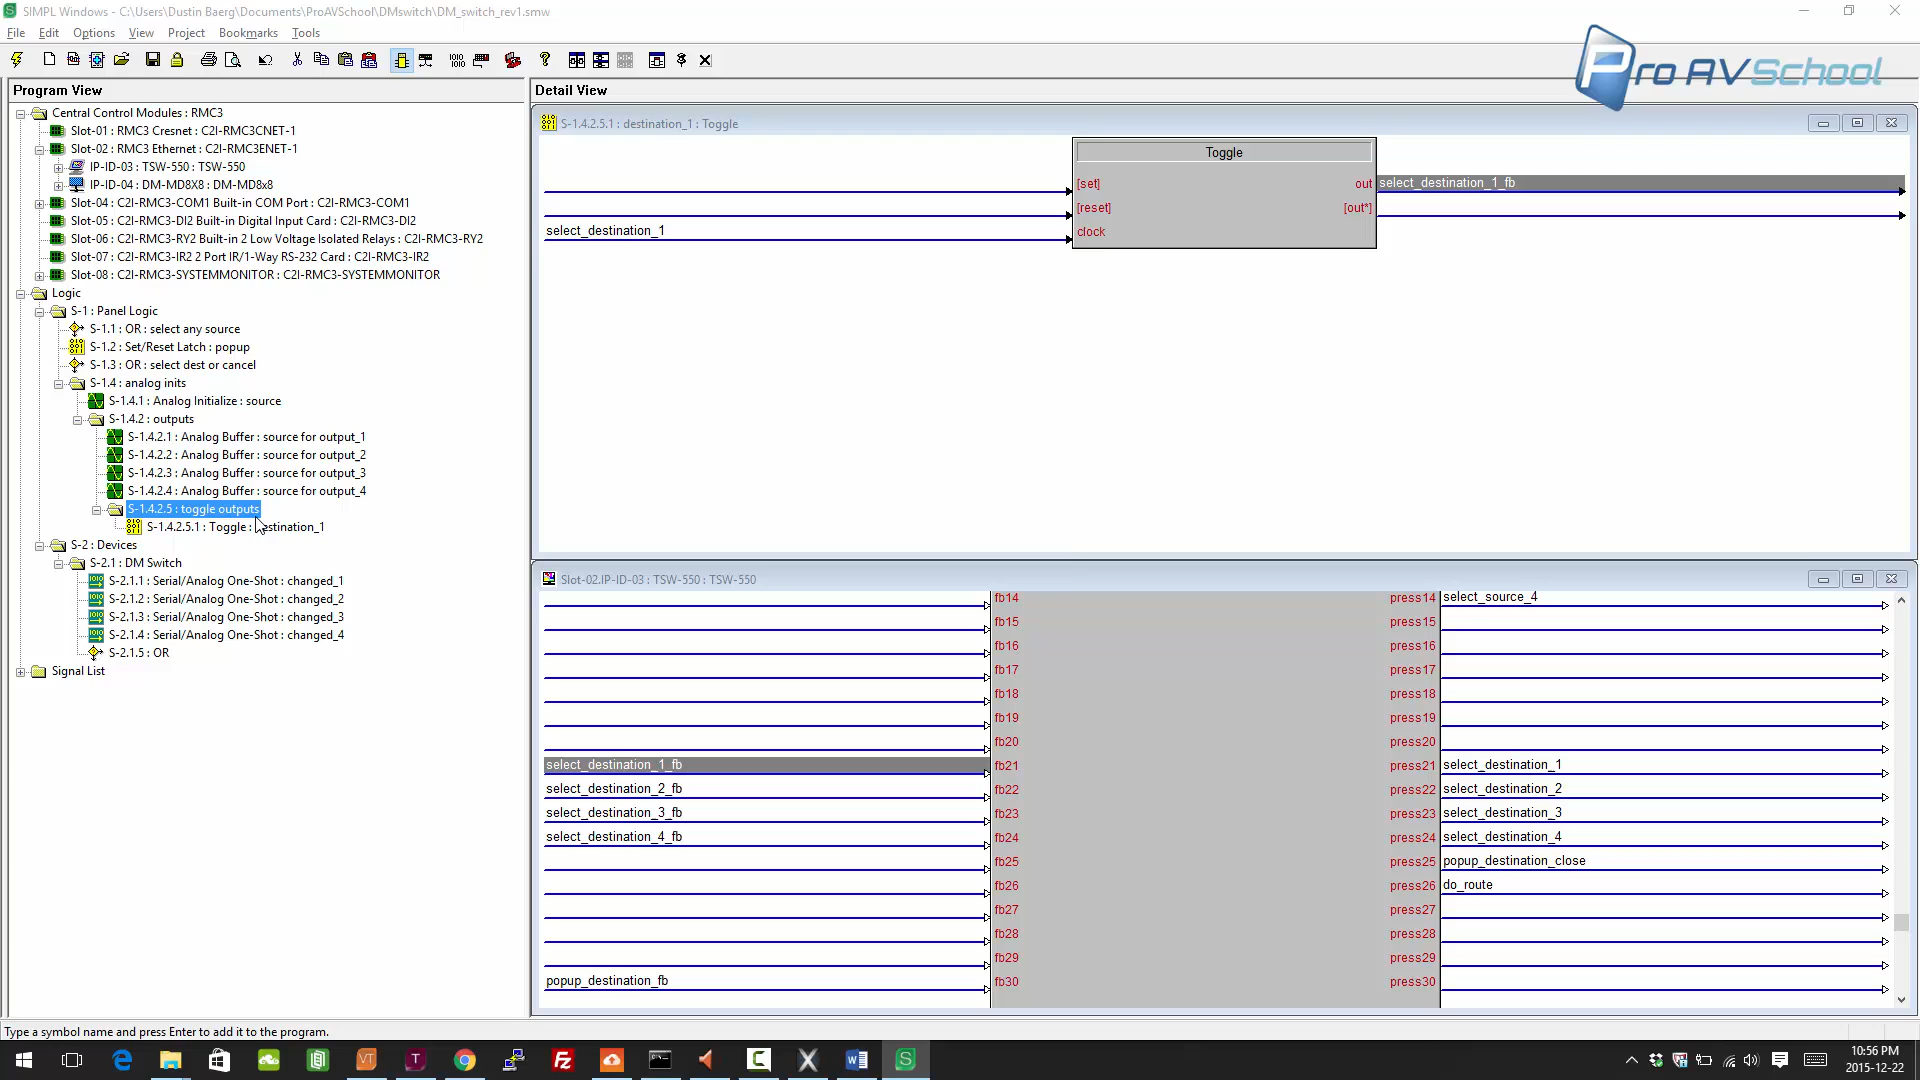 SIMPL Windows - C:\Users\Dustin Baerg\Documents\ProAVSchool\DMswitch\DM_switch_rev1.smw
File Edit Options View Project Bookmarks Tools
Pro AVSchool
Program View
Central Control Modules : RMC3
Slot-01 : RMC3 Cresnet : C2I-RMC3CNET-1
Slot-02 : RMC3 Ethernet : C2I-RMC3ENET-1
IP-ID-03 : TSW-550 : TSW-550
IP-ID-04 : DM-MD8X8 : DM-MD8x8
Slot-04 : C2I-RMC3-COM1 Built-in COM Port : C2I-RMC3-COM1
Slot-05 : C2I-RMC3-DI2 Built-in Digital Input Card : C2I-RMC3-DI2
Slot-06 : C2I-RMC3-RY2 Built-in 2 Low Voltage Isolated Relays : C2I-RMC3-RY2
Slot-07 : C2I-RMC3-IR2 2 Port IR/1-Way RS-232 Card : C2I-RMC3-IR2
Slot-08 : C2I-RMC3-SYSTEMMONITOR : C2I-RMC3-SYSTEMMONITOR
Logic
S-1 : Panel Logic
S-1.1 : OR : select any source
S-1.2 : Set/Reset Latch : popup
S-1.3 : OR : select dest or cancel
S-1.4 : analog inits
S-1.4.1 : Analog Initialize : source
S-1.4.2 : outputs
S-1.4.2.1 : Analog Buffer : source for output_1
S-1.4.2.2 : Analog Buffer : source for output_2
S-1.4.2.3 : Analog Buffer : source for output_3
S-1.4.2.4 : Analog Buffer : source for output_4
S-1.4.2.5 : toggle outputs
S-1.4.2.5.1 : Toggle : destination_1
S-2 : Devices
S-2.1 : DM Switch
S-2.1.1 : Serial/Analog One-Shot : changed_1
S-2.1.2 : Serial/Analog One-Shot : changed_2
S-2.1.3 : Serial/Analog One-Shot : changed_3
S-2.1.4 : Serial/Analog One-Shot : changed_4
S-2.1.5 : OR
Signal List
Detail View
S-1.4.2.5.1 : destination_1 : Toggle
Toggle
[set] out select_destination_1_fb
[reset] [out*]
select_destination_1 clock
Slot-02.IP-ID-03 : TSW-550 : TSW-550
fb14 press14 select_source_4
fb15 press15
fb16 press16
fb17 press17
fb18 press18
fb19 press19
fb20 press20
select_destination_1_fb fb21 press21 select_destination_1
select_destination_2_fb fb22 press22 select_destination_2
select_destination_3_fb fb23 press23 select_destination_3
select_destination_4_fb fb24 press24 select_destination_4
fb25 press25 popup_destination_close
fb26 press26 do_route
fb27 press27
fb28 press28
fb29 press29
popup_destination_fb fb30 press30
Type a symbol name and press Enter to add it to the program.
10:56 PM
2015-12-22